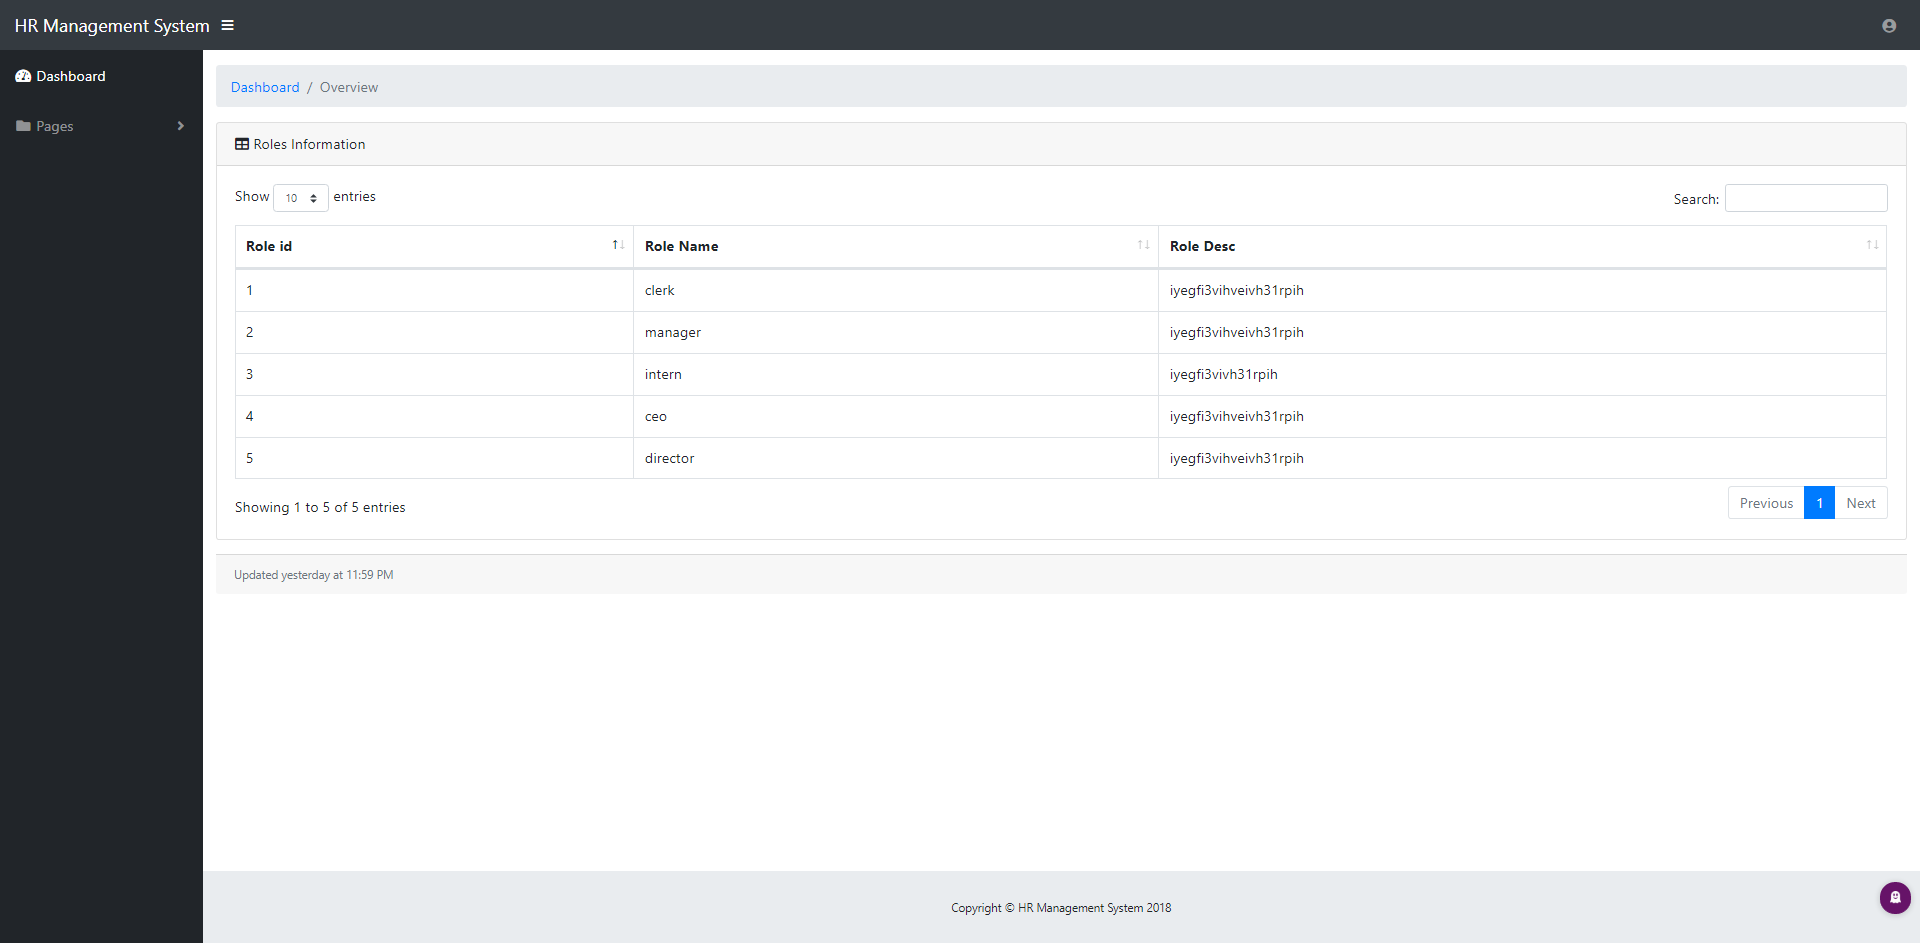 HR Management System
Dashboard
Pages
Dashboard / Overview
Roles Information
Show 10 entries
Search:
Role id Role Name Role Desc
1 clerk iyegfi3vihveivh31rpih
2 manager iyegfi3vihveivh31rpih
3 intern iyegfi3vivh31rpih
4 ceo iyegfi3vihveivh31rpih
5 director iyegfi3vihveivh31rpih
Showing 1 to 5 of 5 entries
Previous 1 Next
Updated yesterday at 11:59 PM
Copyright © HR Management System 2018